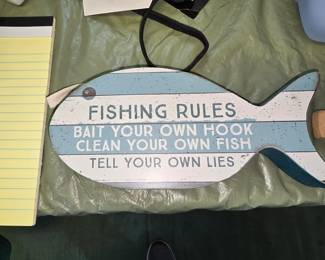 FISHING RULES
BAIT YOUR OWN HOOK
CLEAN YOUR OWN FISH
TELL YOUR OWN LIES